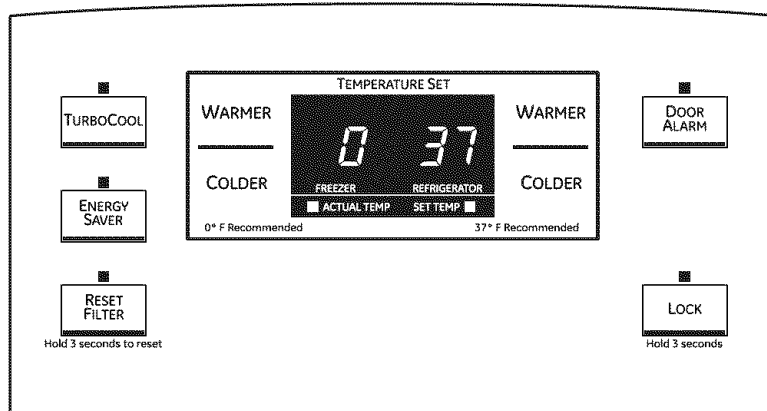 TEMPERATURE SET
TURBOCOOL
WARMER
WARMER
DOOR
ALARM
0 37
COLDER
COLDER
FREEZER REFRIGERATOR
ENERGY
SAVER
ACTUAL TEMP SET TEMP
0° F Recommended 37° F Recommended
RESET
FILTER
LOCK
Hold 3 seconds to reset
Hold 3 seconds